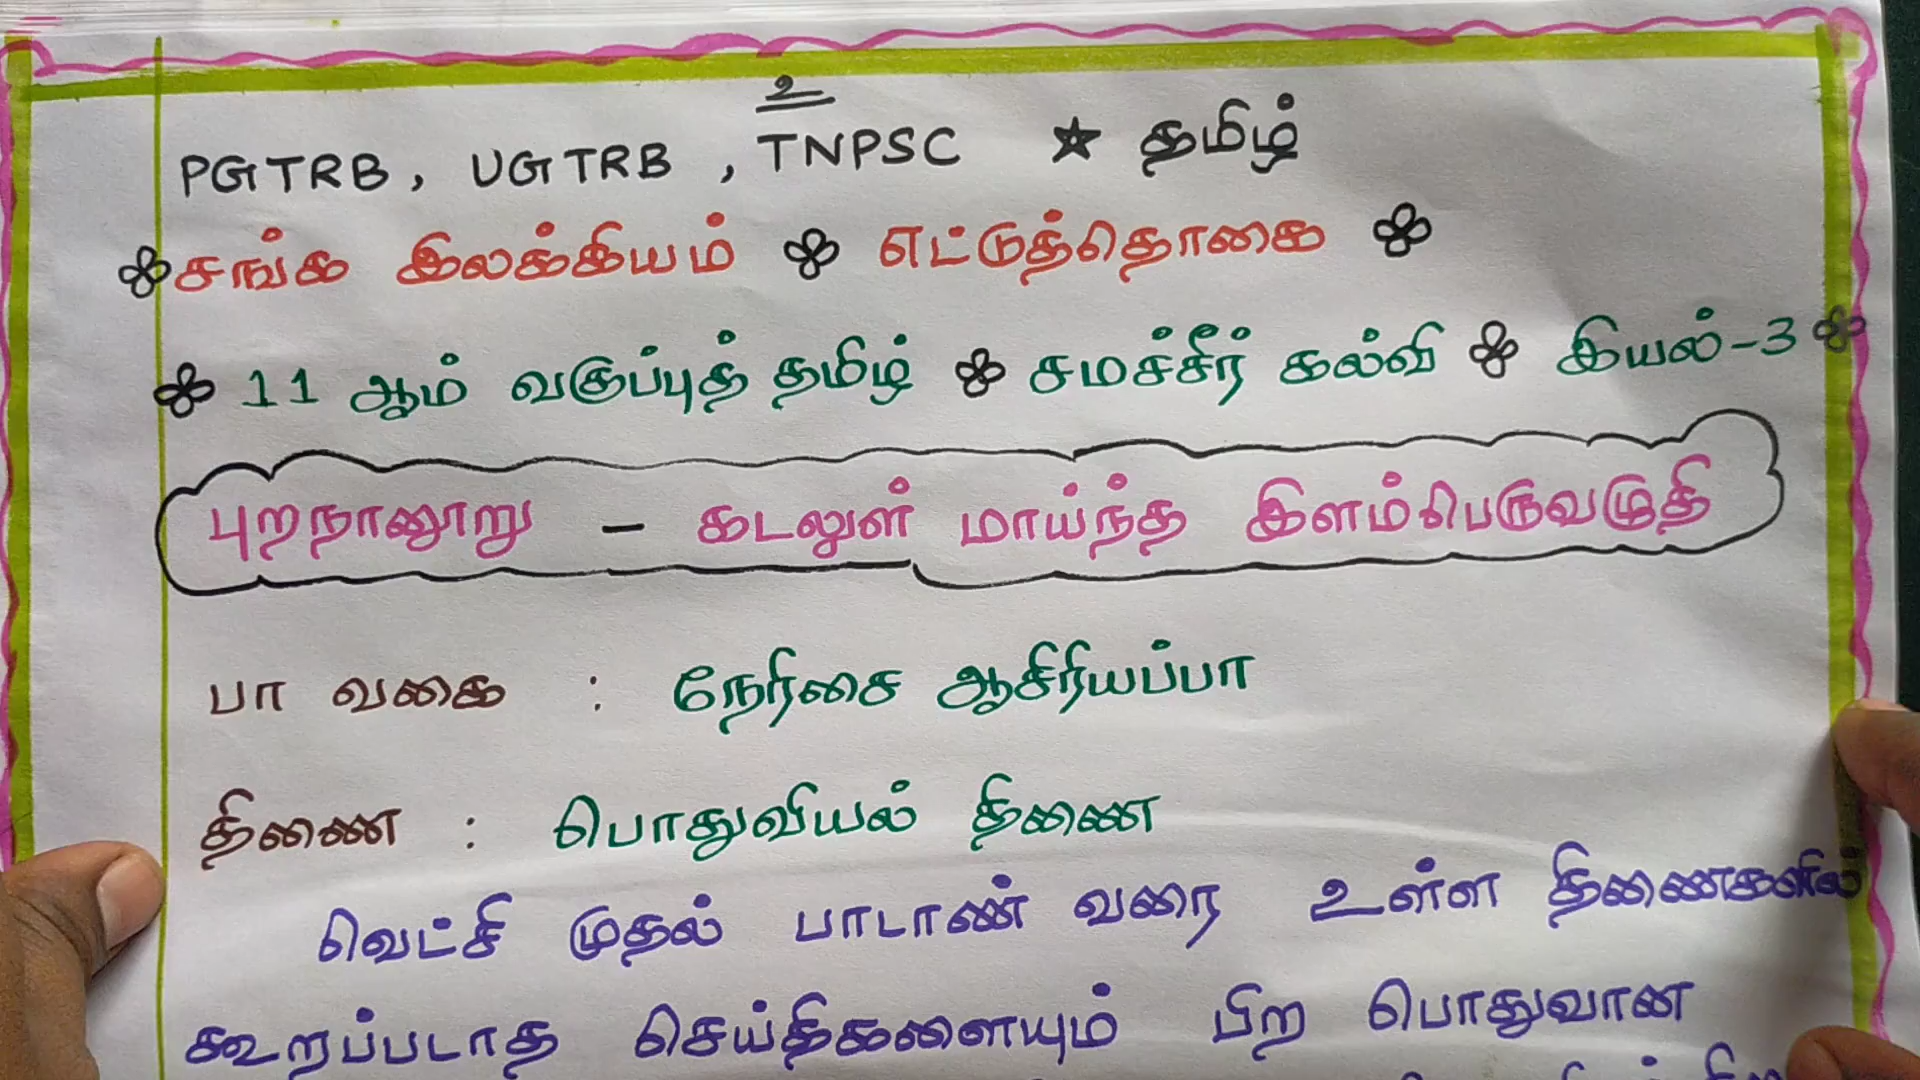 உ
PGTRB, UGTRB, TNPSC ★ தமிழ்
சங்க இலக்கியம் எட்டுத்தொகை
11 ஆம் வகுப்புத் தமிழ் சமச்சீர் கல்வி இயல்-3
புறநானூறு - கடலுள் மாய்ந்த இளம்பெருவழுதி
பா வகை : நேரிசை ஆசிரியப்பா
திணை : பொதுவியல் திணை
வெட்சி முதல் பாடாண் வரை உள்ள திணைகளில்
கூறப்படாத செய்திகளையும் பிற பொதுவான